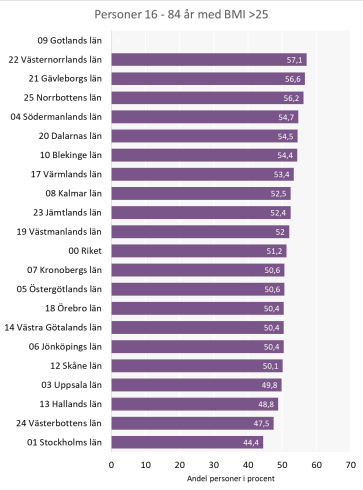 Personer 16 - 84 år med BMI >25
09 Gotlands län
22 Västernorrlands län 57,1
21 Gävleborgs län 56,6
25 Norrbottens län 56,2
04 Södermanlands län 54,7
20 Dalarnas län 54,5
10 Blekinge län 54,4
17 Värmlands län 53,4
08 Kalmar län 52,5
23 Jämtlands län 52,4
19 Västmanlands län 52
00 Riket 51,2
07 Kronobergs län 50,6
05 Östergötlands län 50,6
18 Örebro län 50,4
14 Västra Götalands län 50,4
06 Jönköpings län 50,4
12 Skåne län 50,1
03 Uppsala län 49,8
13 Hallands län 48,8
24 Västerbottens län 47,5
01 Stockholms län 44,4
0 10 20 30 40 50 60 70
Andel personer i procent